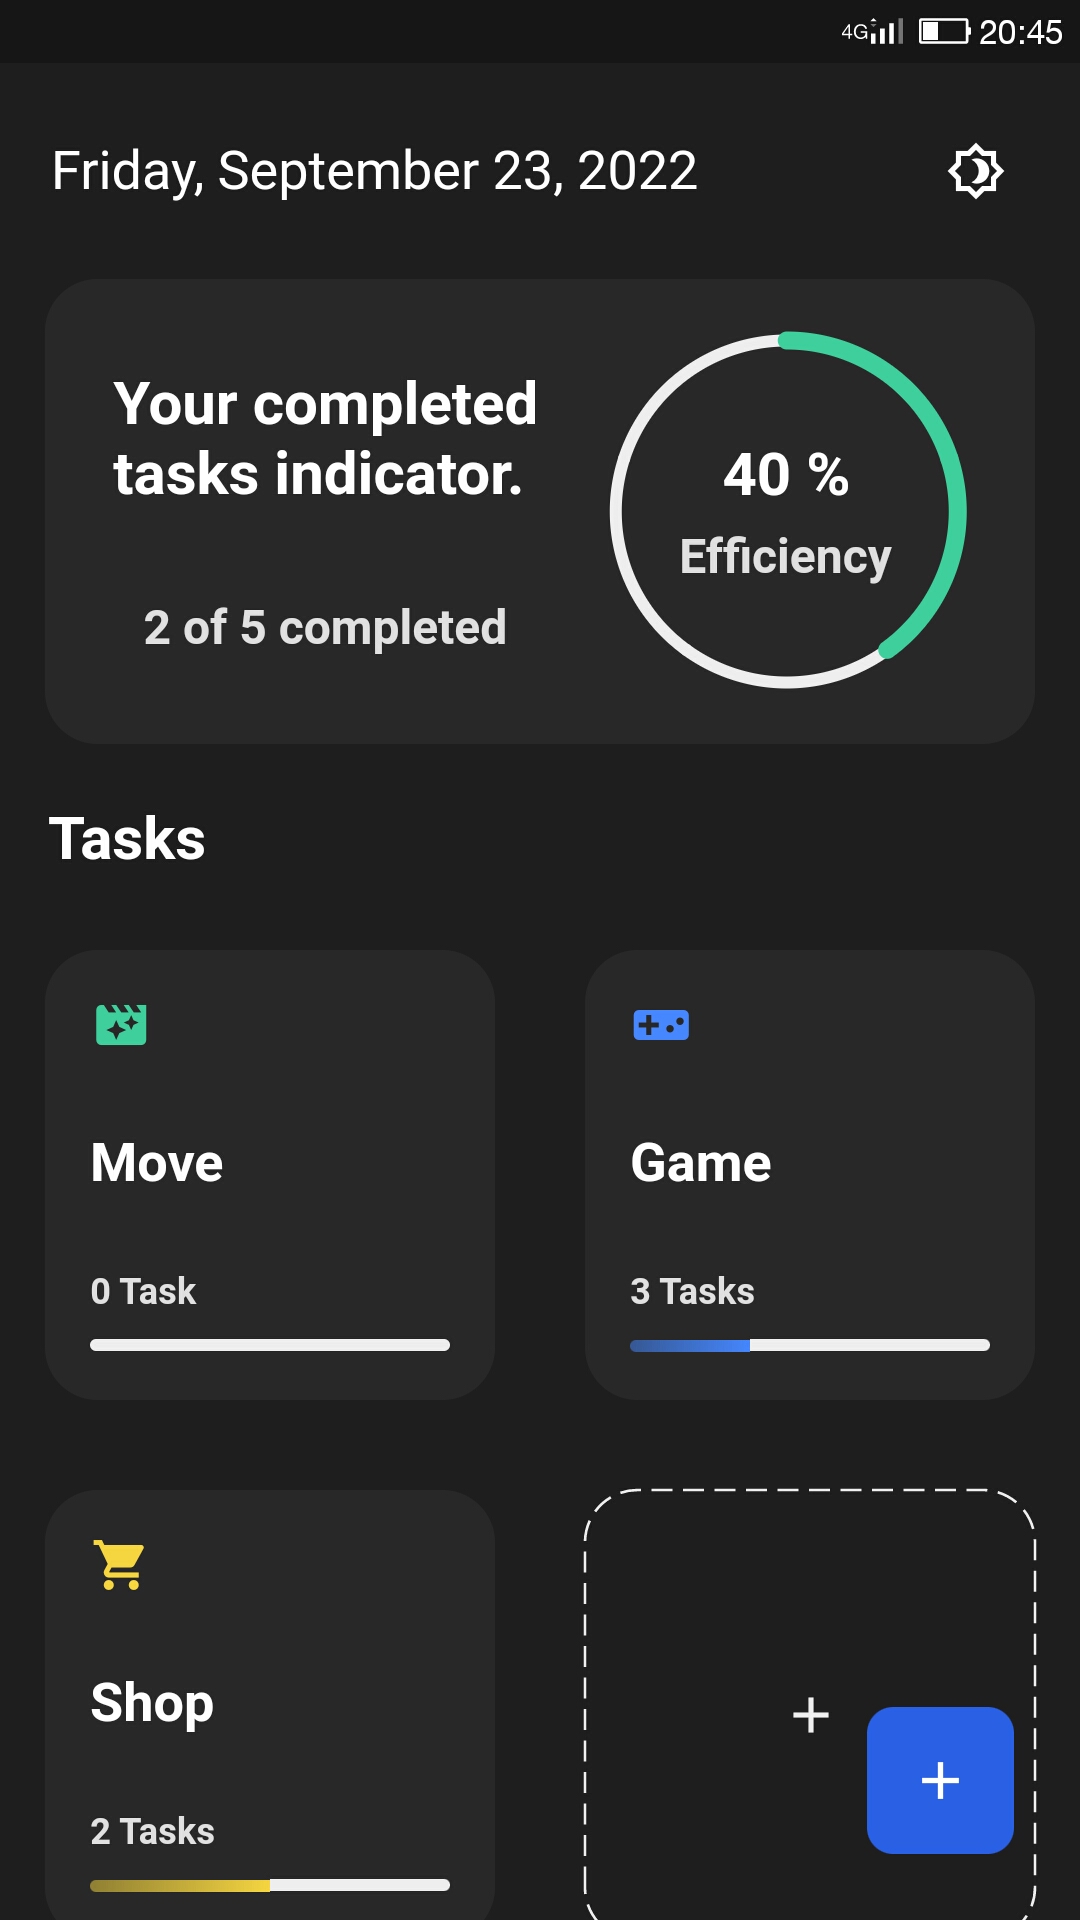 4G 20:45
Friday, September 23, 2022
Your completed
tasks indicator.
2 of 5 completed
40 %
Efficiency
Tasks
Move
0 Task
Game
3 Tasks
Shop
2 Tasks